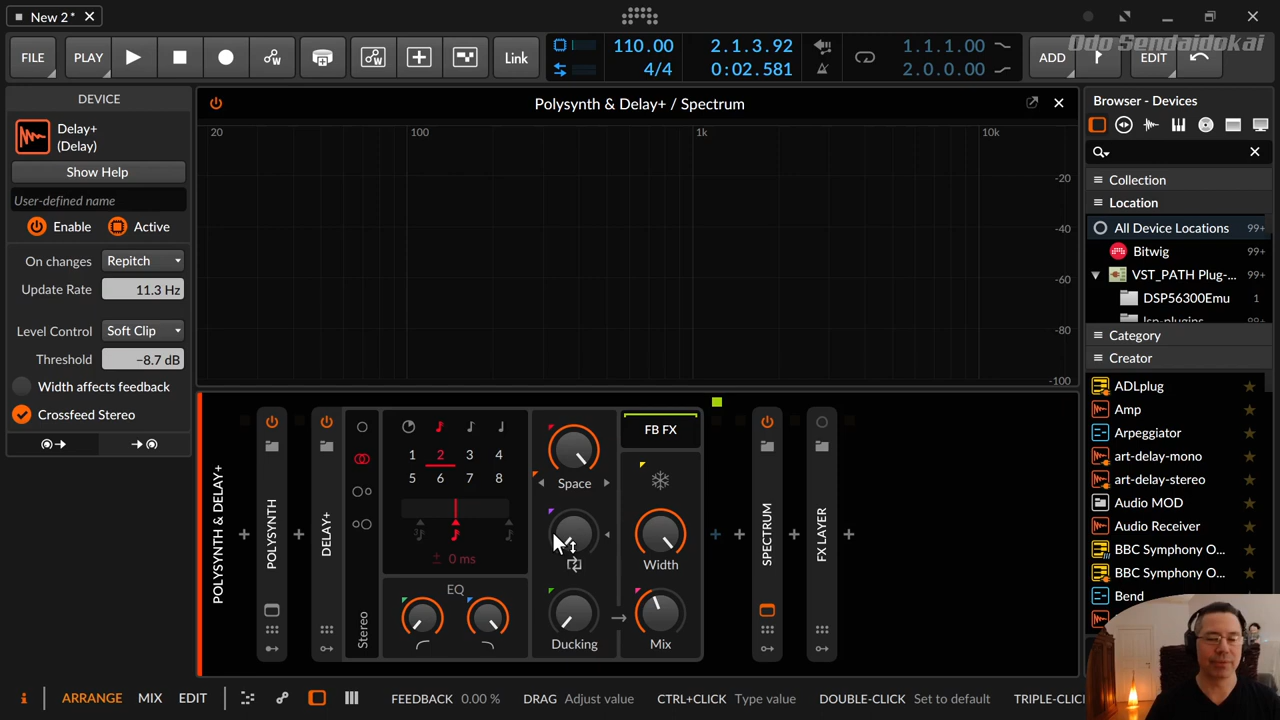 New 2*
FILE
PLAY
Link
110.00
4/4
2.1.3.92
0:02.581
1.1.1.00
2.0.0.00
ADD
EDIT
Odo Sendaidokai
DEVICE
Delay+
(Delay)
Show Help
User-defined name
Enable
Active
On changes
Repitch
Update Rate
11.3 Hz
Level Control
Soft Clip
Threshold
−8.7 dB
Width affects feedback
Crossfeed Stereo
Polysynth & Delay+ / Spectrum
20
100
1k
10k
-20
-40
-60
-80
-100
POLYSYNTH & DELAY+
POLYSYNTH
DELAY+
Stereo
1 2 3 4
5 6 7 8
± 0 ms
EQ
Space
Ducking
FB FX
Width
Mix
SPECTRUM
FX LAYER
Browser - Devices
Collection
Location
All Device Locations 99+
Bitwig 99+
VST_PATH Plug-... 99+
DSP56300Emu 1
lsp-plugins 99+
Category
Creator
ADLplug
Amp
Arpeggiator
art-delay-mono
art-delay-stereo
Audio MOD
Audio Receiver
BBC Symphony O...
BBC Symphony O...
Bend
ARRANGE
MIX
EDIT
FEEDBACK 0.00 %
DRAG Adjust value
CTRL+CLICK Type value
DOUBLE-CLICK Set to default
TRIPLE-CLIC